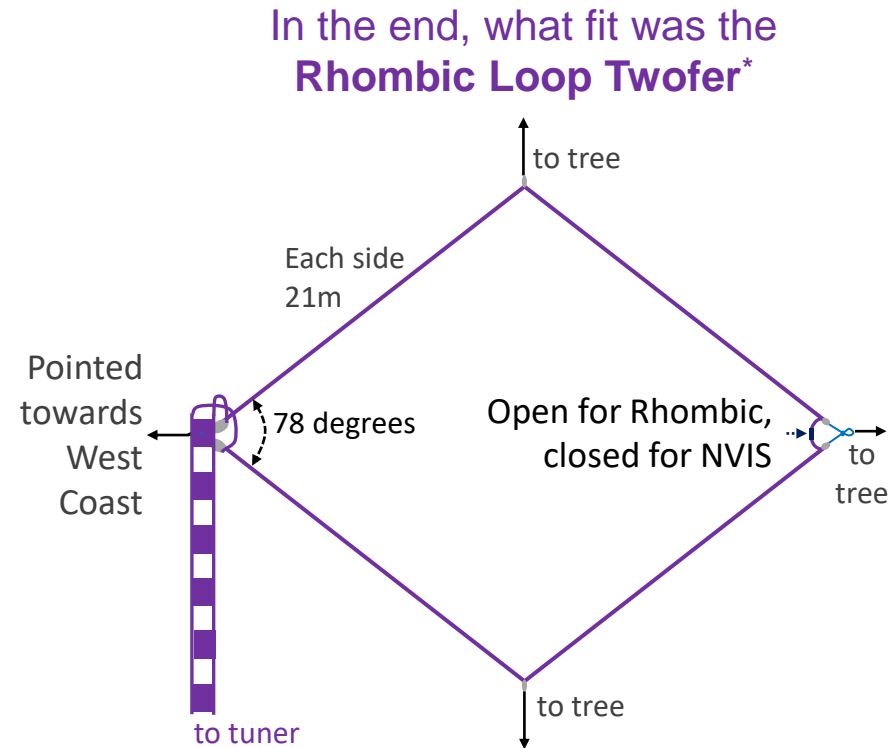 In the end, what fit was the
Rhombic Loop Twofer*
to tree
Each side
21m
Pointed
towards
West
Coast
78 degrees
Open for Rhombic,
closed for NVIS
to
tree
to tree
to tuner